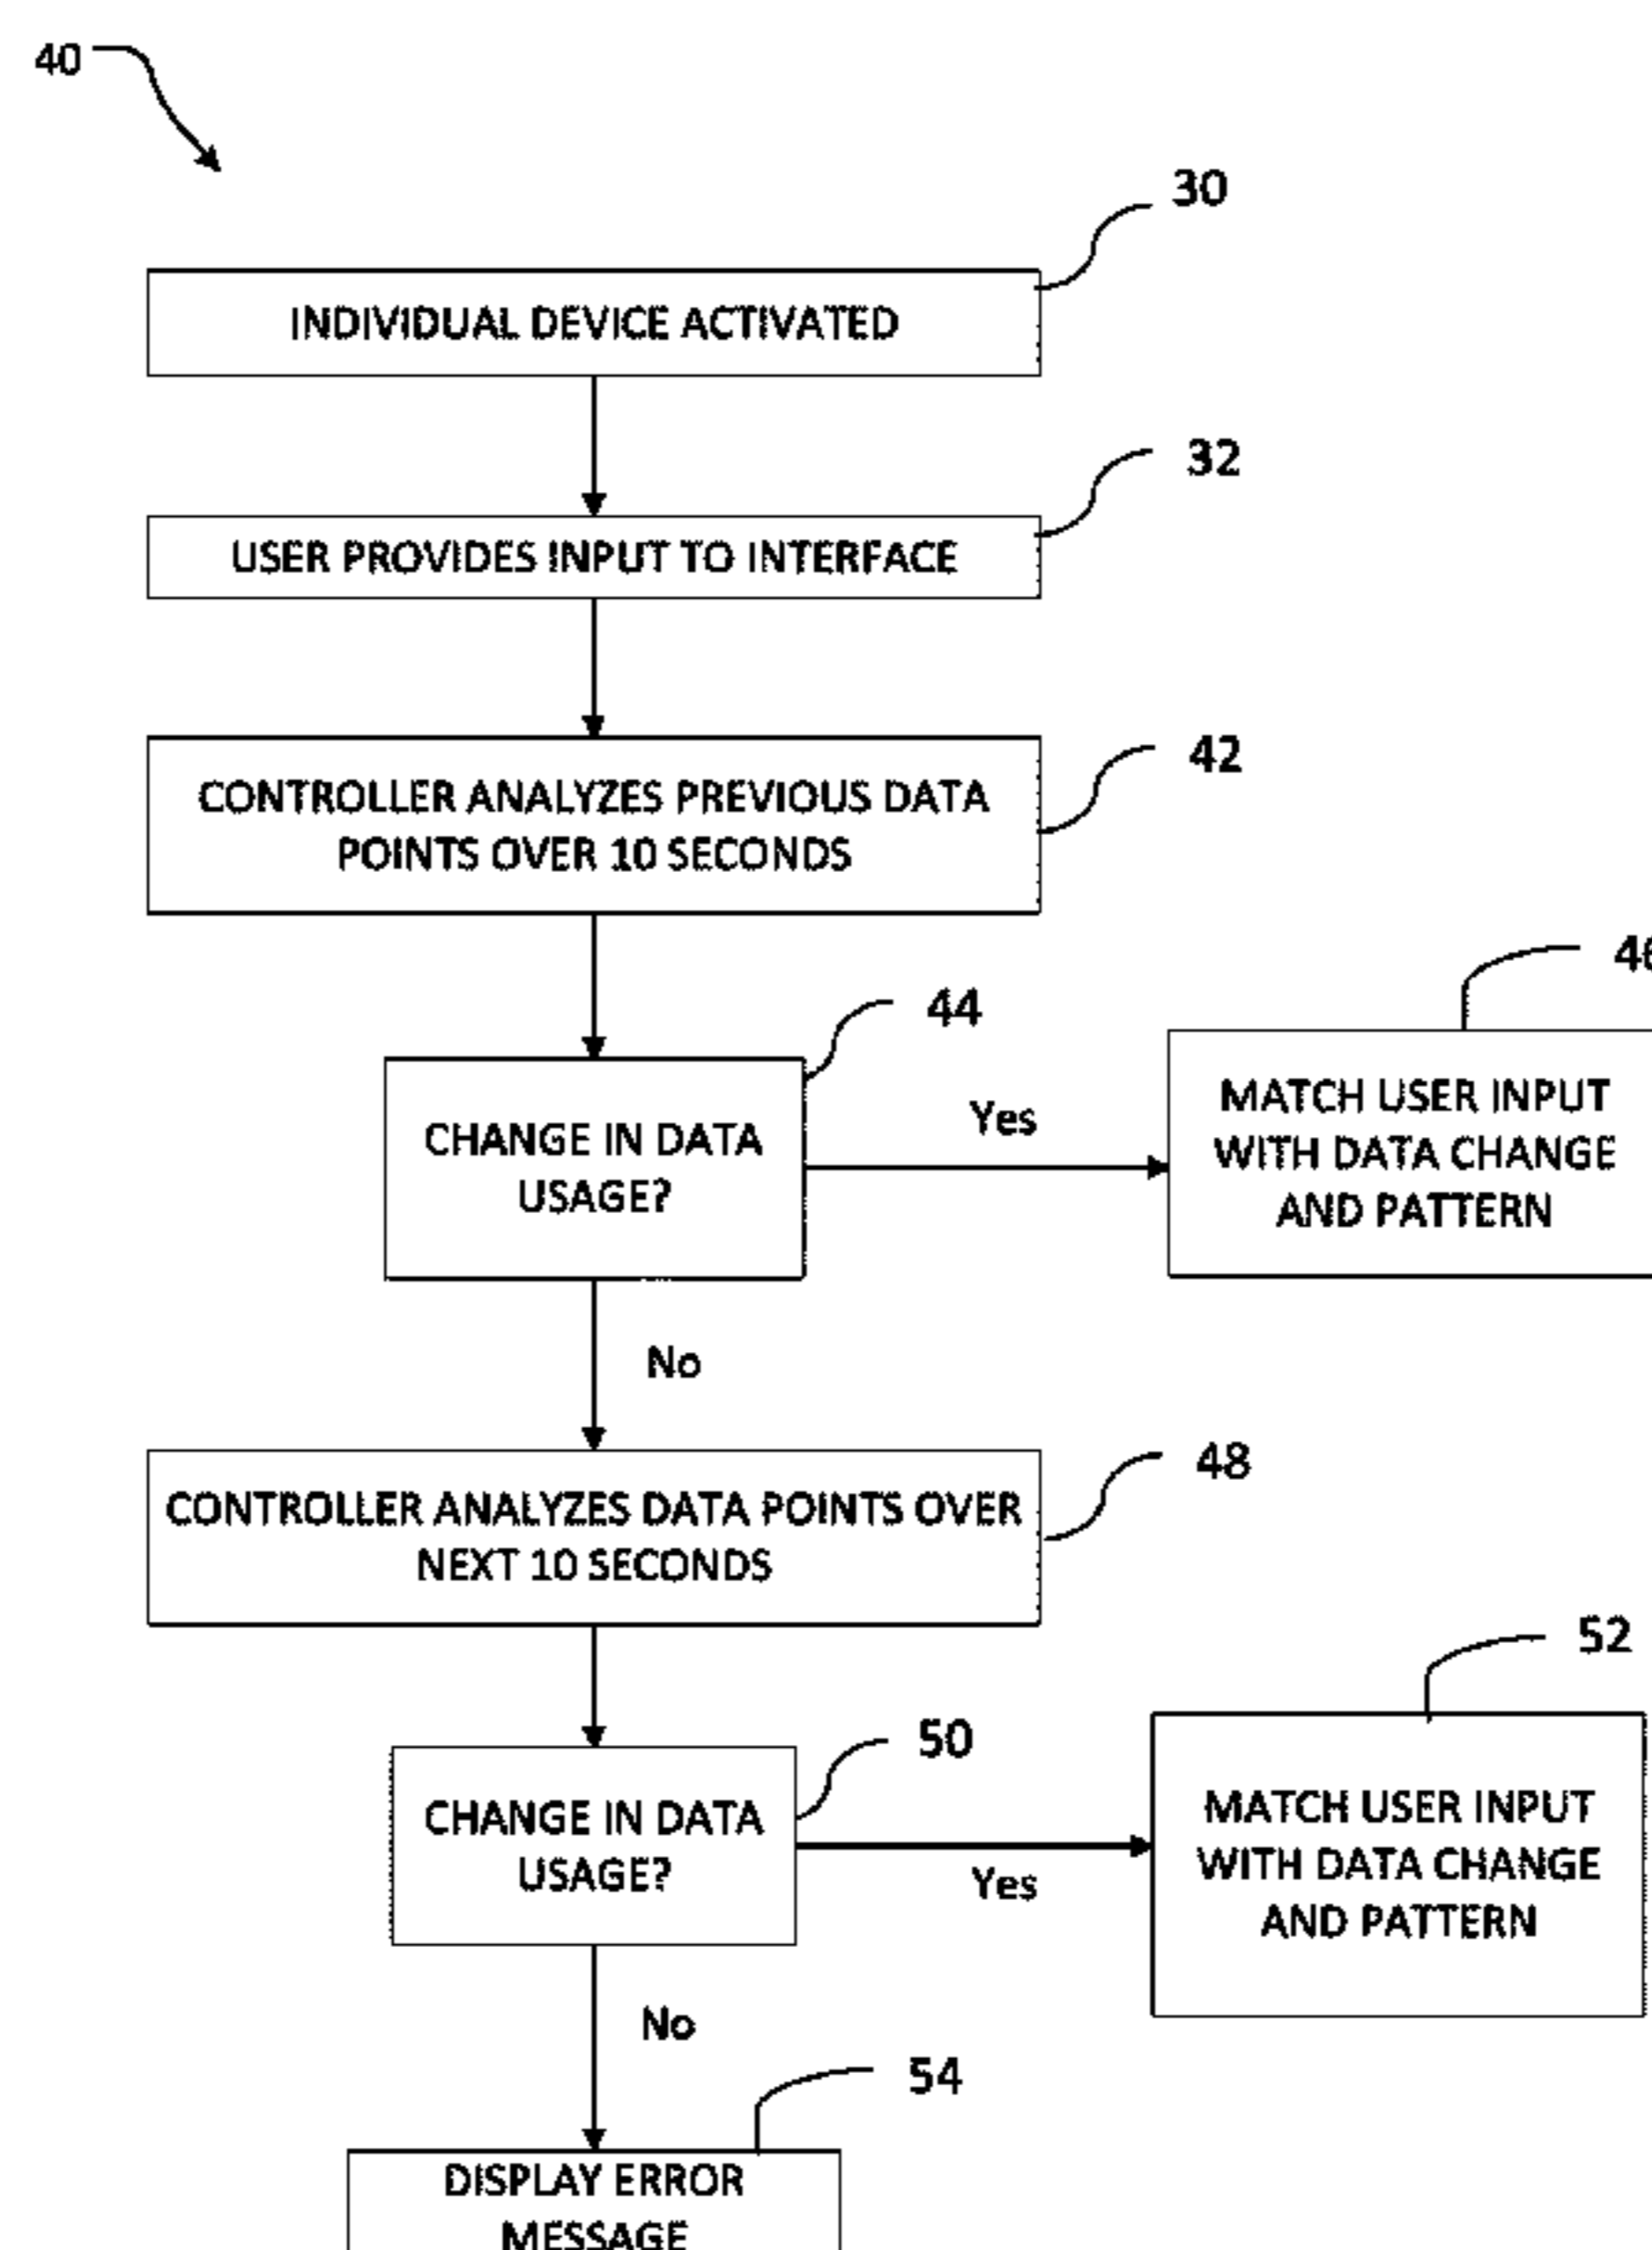 40
30
INDIVIDUAL DEVICE ACTIVATED
32
USER PROVIDES INPUT TO INTERFACE
42
CONTROLLER ANALYZES PREVIOUS DATA
POINTS OVER 10 SECONDS
44
46
CHANGE IN DATA
USAGE?
Yes
MATCH USER INPUT
WITH DATA CHANGE
AND PATTERN
No
48
CONTROLLER ANALYZES DATA POINTS OVER
NEXT 10 SECONDS
50
52
CHANGE IN DATA
USAGE?
Yes
MATCH USER INPUT
WITH DATA CHANGE
AND PATTERN
No
54
DISPLAY ERROR
MESSAGE